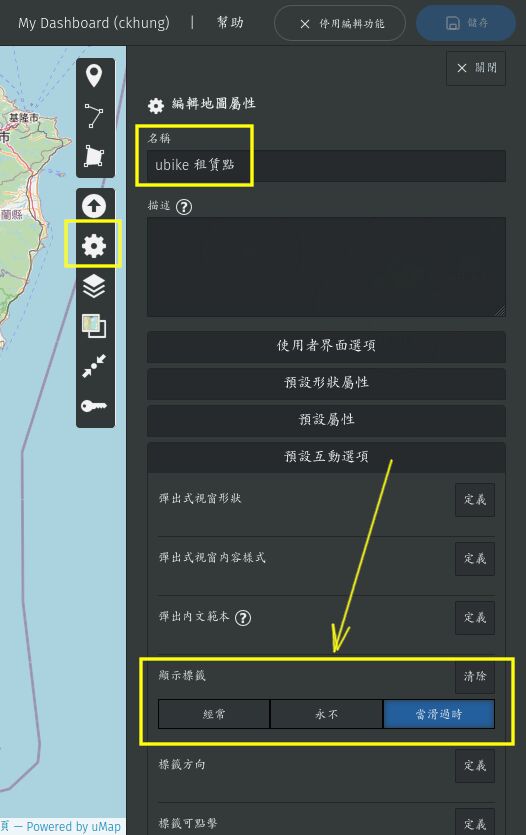 My Dashboard (ckhung) | 幫助 × 停用編輯功能 儲存
× 關閉
編輯地圖屬性
名稱
ubike 租賃點
描述 ?
使用者界面選項
預設形狀屬性
預設屬性
預設互動選項
彈出式視窗形狀 定義
彈出式視窗內容樣式 定義
彈出內文範本 ? 定義
顯示標籤 清除
經常 永不 當滑過時
標籤方向 定義
標籤可點擊 定義
基隆市
蘭縣
頁 — Powered by uMap